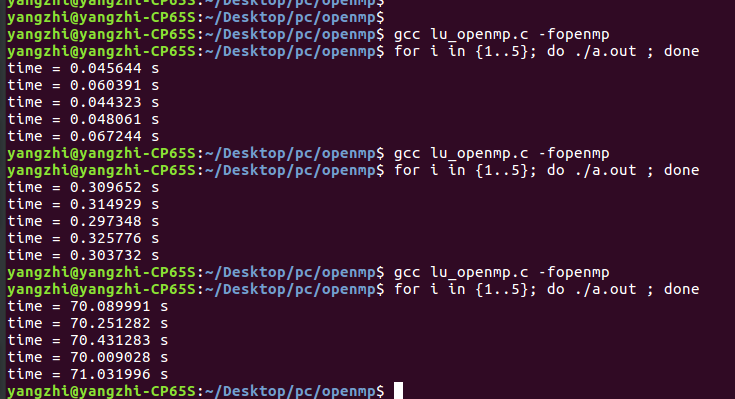 yangzhi@yangzhi-CP65S:~/Desktop/pc/openmp$
yangzhi@yangzhi-CP65S:~/Desktop/pc/openmp$
yangzhi@yangzhi-CP65S:~/Desktop/pc/openmp$ gcc lu_openmp.c -fopenmp
yangzhi@yangzhi-CP65S:~/Desktop/pc/openmp$ for i in {1..5}; do ./a.out ; done
time = 0.045644 s
time = 0.060391 s
time = 0.044323 s
time = 0.048061 s
time = 0.067244 s
yangzhi@yangzhi-CP65S:~/Desktop/pc/openmp$ gcc lu_openmp.c -fopenmp
yangzhi@yangzhi-CP65S:~/Desktop/pc/openmp$ for i in {1..5}; do ./a.out ; done
time = 0.309652 s
time = 0.314929 s
time = 0.297348 s
time = 0.325776 s
time = 0.303732 s
yangzhi@yangzhi-CP65S:~/Desktop/pc/openmp$ gcc lu_openmp.c -fopenmp
yangzhi@yangzhi-CP65S:~/Desktop/pc/openmp$ for i in {1..5}; do ./a.out ; done
time = 70.089991 s
time = 70.251282 s
time = 70.431283 s
time = 70.009028 s
time = 71.031996 s
yangzhi@yangzhi-CP65S:~/Desktop/pc/openmp$